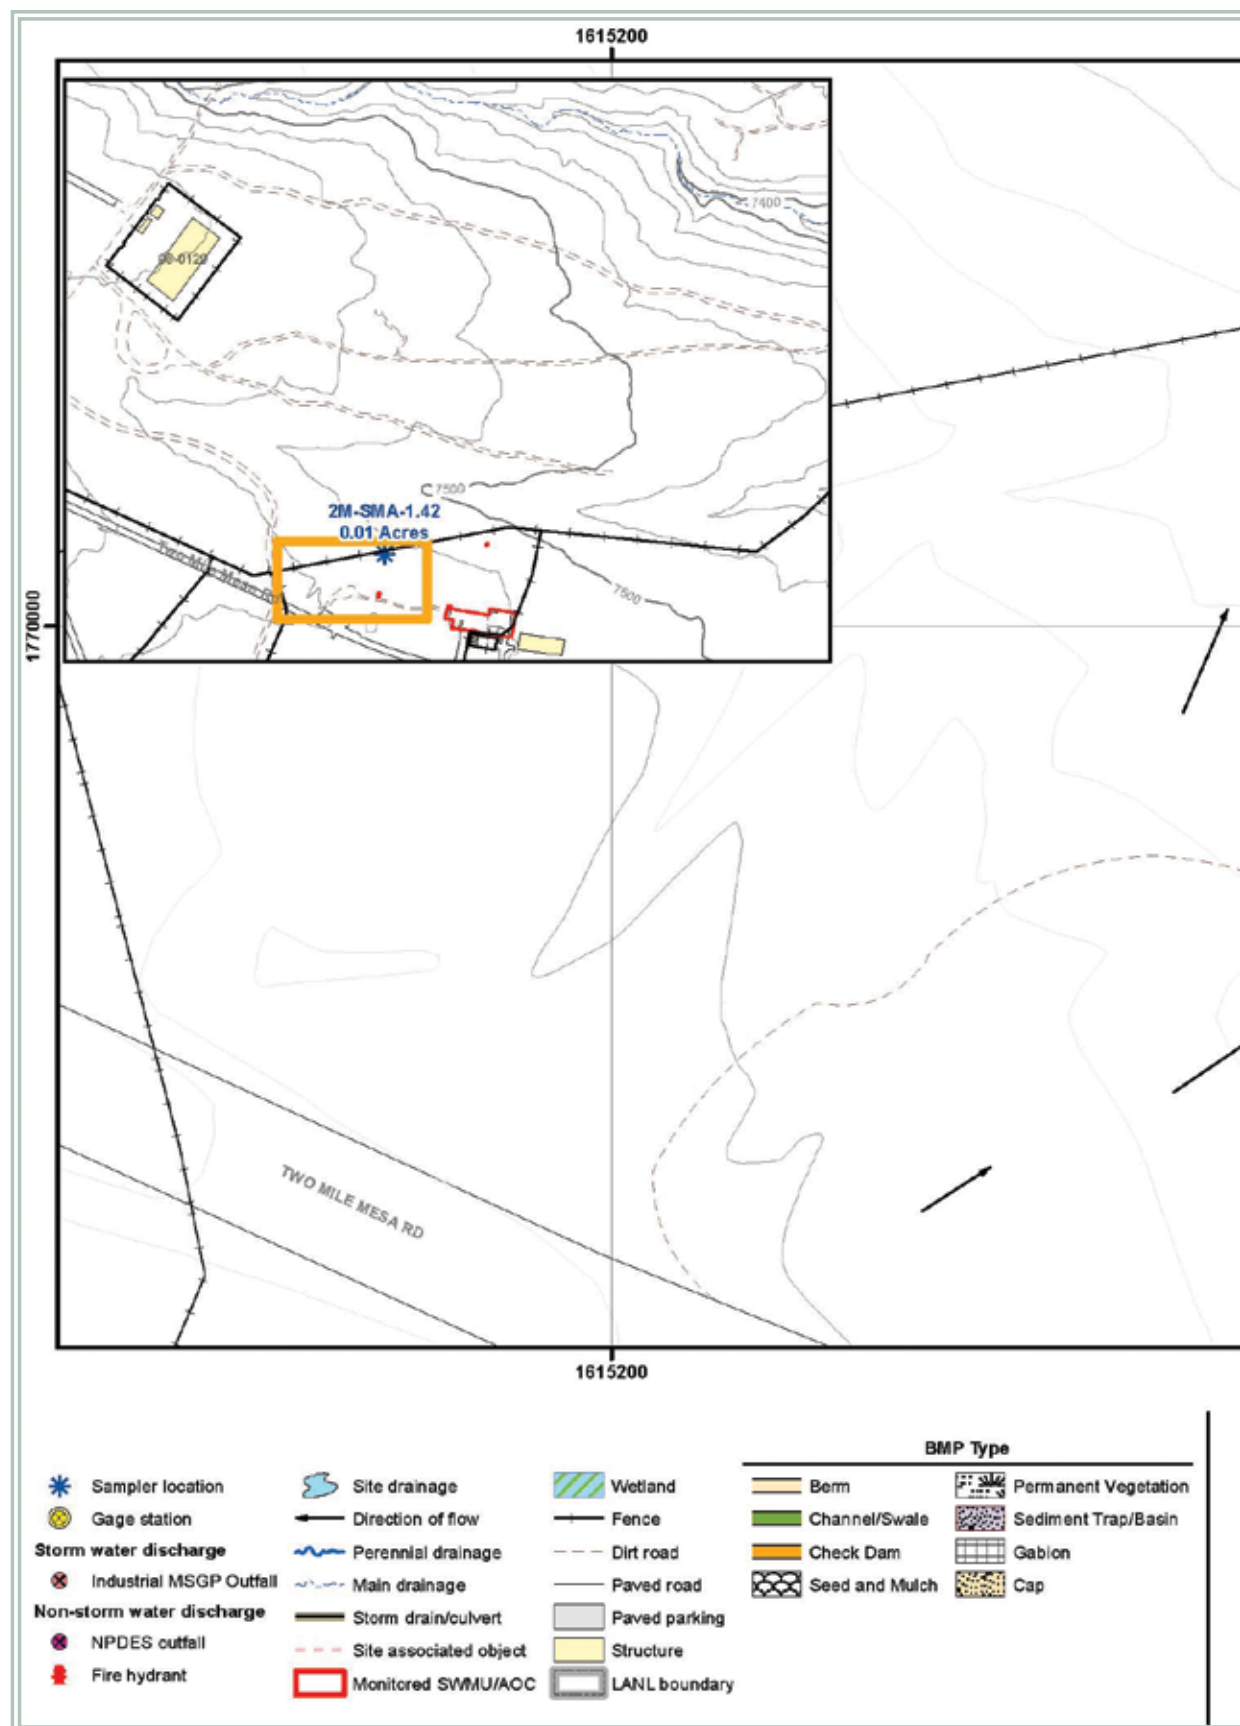 1615200
7400
2M-SMA-1.42
0.01 Acres
7500
7500
1770000
TWO MILE MESA RD
1615200
BMP Type
Sampler location
Site drainage
Wetland
Berm
Permanent Vegetation
Gage station
Direction of flow
Fence
Channel/Swale
Sediment Trap/Basin
Storm water discharge
Perennial drainage
Dirt road
Check Dam
Gabion
Industrial MSGP Outfall
Main drainage
Paved road
Seed and Mulch
Cap
Non-storm water discharge
Storm drain/culvert
Paved parking
NPDES outfall
Site associated object
Structure
Fire hydrant
Monitored SWMU/AOC
LANL boundary